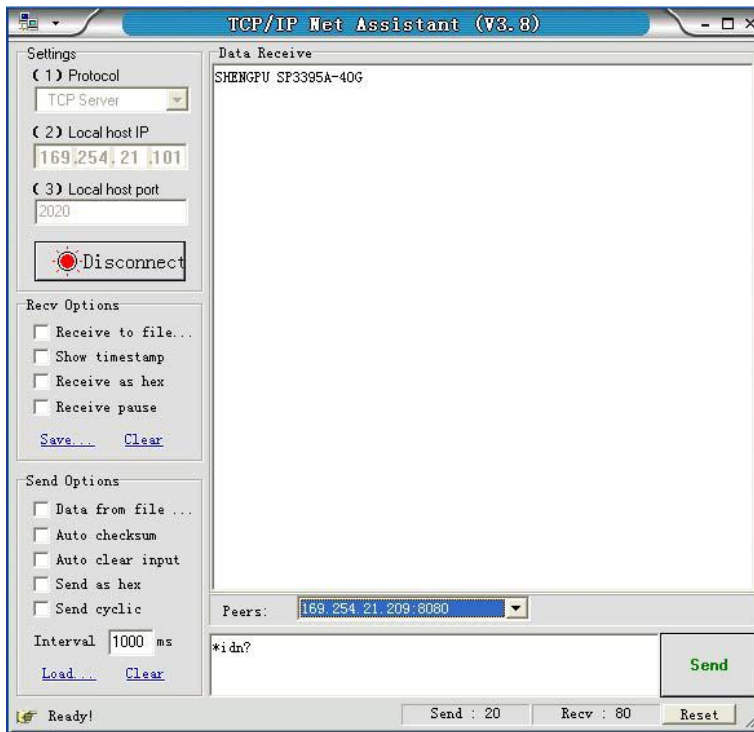 TCP/IP Net Assistant (V3.8)
Settings
(1) Protocol
TCP Server
(2) Local host IP
169.254.21.101
(3) Local host port
2020
Disconnect
Recv Options
Receive to file...
Show timestamp
Receive as hex
Receive pause
Save... Clear
Send Options
Data from file ...
Auto checksum
Auto clear input
Send as hex
Send cyclic
Interval 1000 ms
Load... Clear
Data Receive
SHENGPU SP3395A-40G
Peers: 169.254.21.209:8080
*idn?
Send
Ready!
Send : 20
Recv : 80
Reset